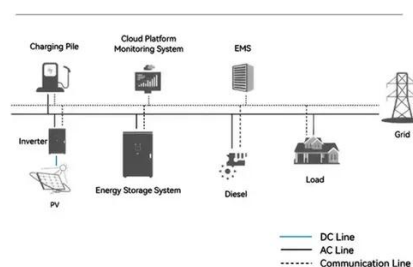 Charging Pile
Cloud Platform
Monitoring System
EMS
Grid
Inverter
PV
Energy Storage System
Diesel
Load
DC Line
AC Line
Communication Line